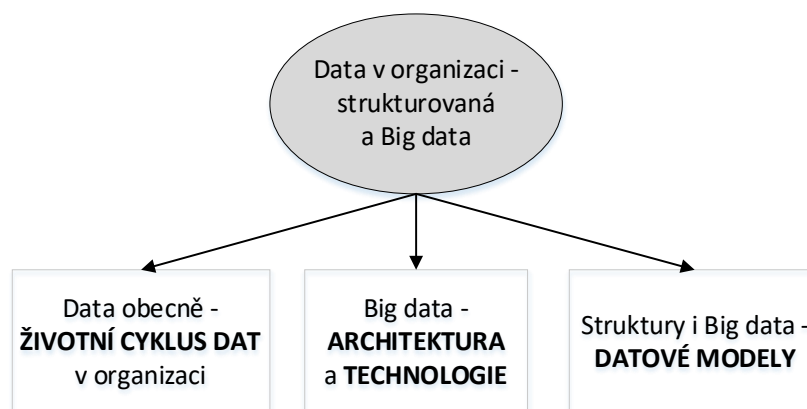 Data v organizaci -
strukturovaná
a Big data
Data obecně -
ŽIVOTNÍ CYKLUS DAT
v organizaci
Big data -
ARCHITEKTURA
a TECHNOLOGIE
Struktury i Big data -
DATOVÉ MODELY